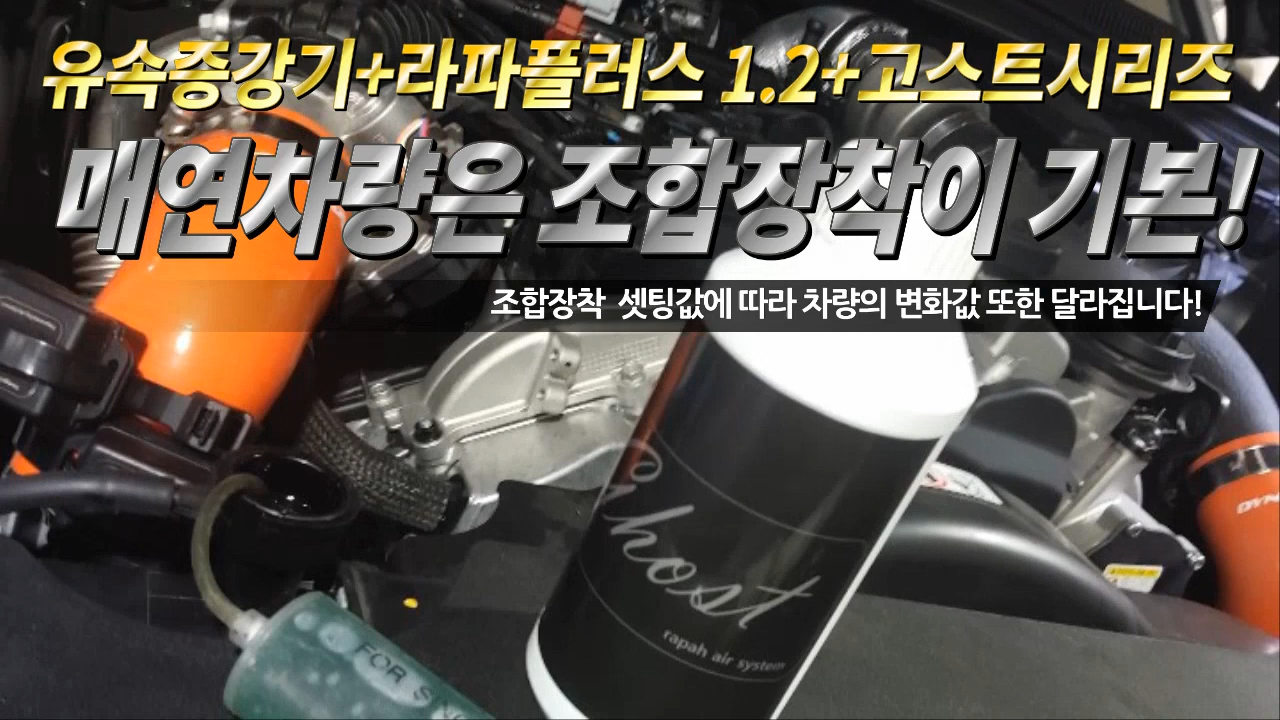 유속증강기+라파플러스 1.2+고스트시리즈
매연차량은 조합장착이 기본!
조합장착 셋팅값에 따라 차량의 변화값 또한 달라집니다!
Ghost
rapah air system
FOR